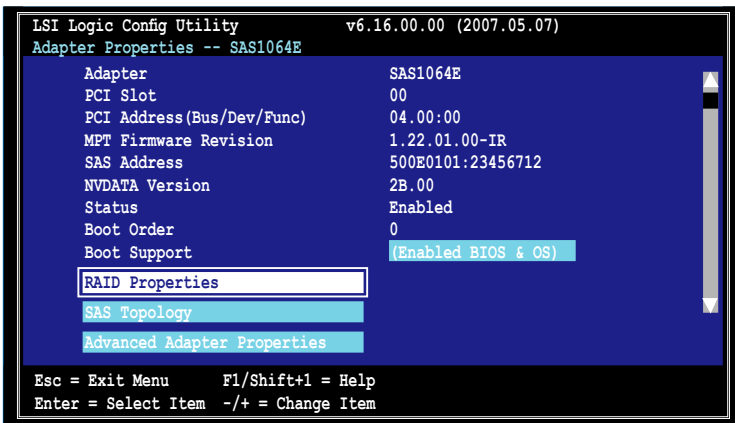 LSI Logic Config Utility v6.16.00.00 (2007.05.07)
Adapter Properties -- SAS1064E
Adapter SAS1064E
PCI Slot 00
PCI Address(Bus/Dev/Func) 04.00:00
MPT Firmware Revision 1.22.01.00-IR
SAS Address 500E0101:23456712
NVDATA Version 2B.00
Status Enabled
Boot Order 0
Boot Support (Enabled BIOS & OS)
RAID Properties
SAS Topology
Advanced Adapter Properties
Esc = Exit Menu F1/Shift+1 = Help
Enter = Select Item -/+ = Change Item